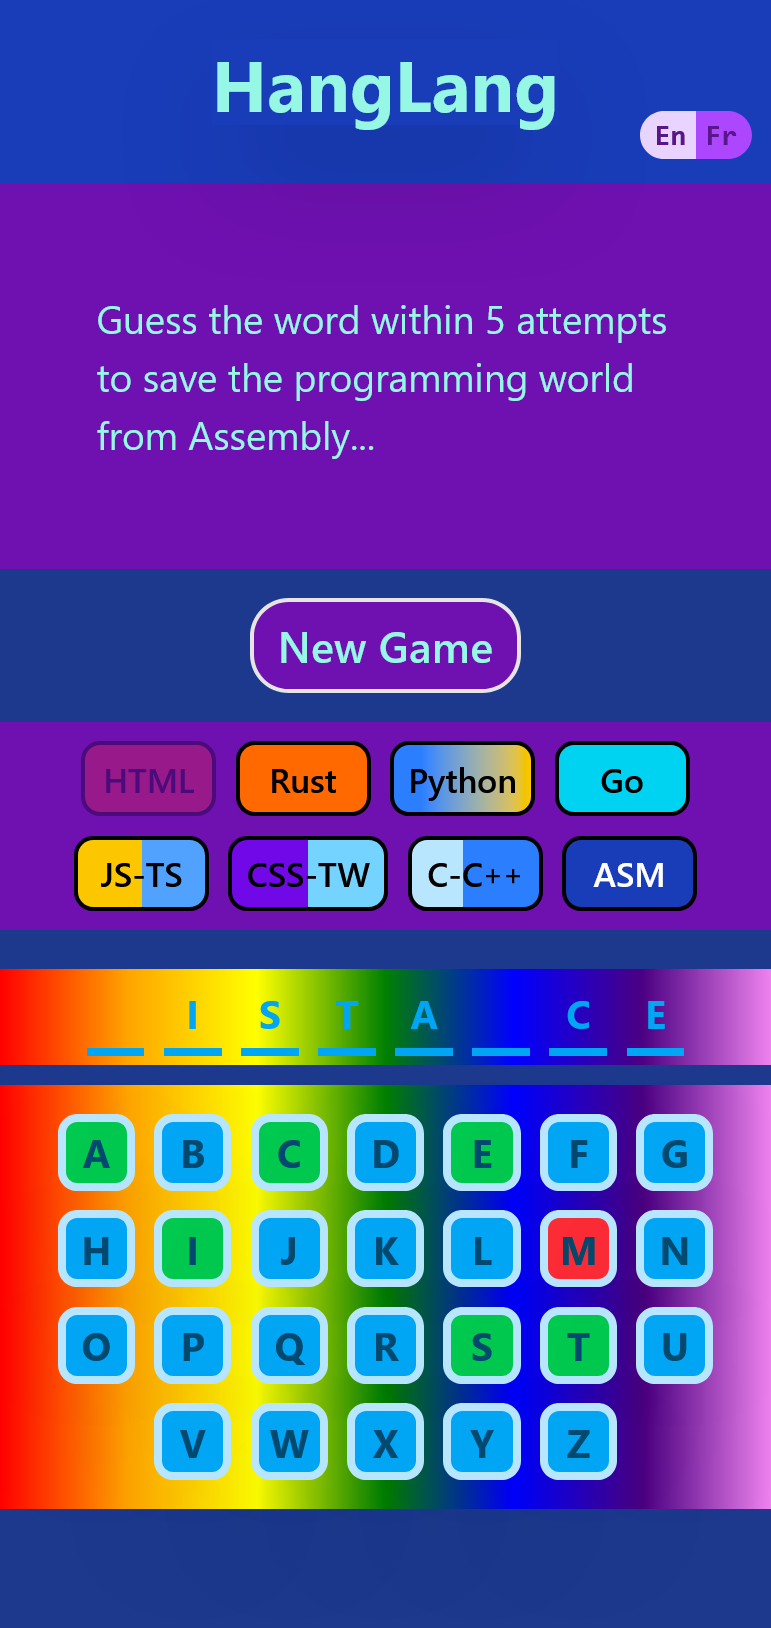 HangLang
En Fr
Guess the word within 5 attempts
to save the programming world
from Assembly...
New Game
HTML Rust Python Go
JS-TS CSS-TW C-C++ ASM
I S T A C E
A B C D E F G
H I J K L M N
O P Q R S T U
V W X Y Z